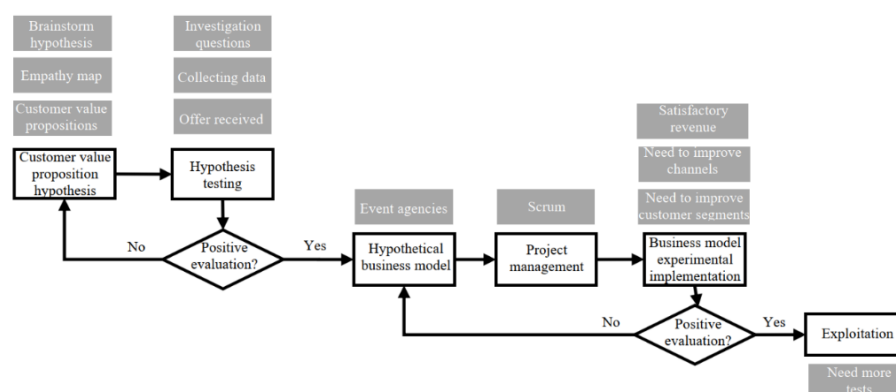 Brainstorm
hypothesis
Empathy map
Customer value
propositions
Investigation
questions
Collecting data
Offer received
Customer value
proposition
hypothesis
Hypothesis
testing
Positive
evaluation?
No
Yes
Event agencies
Hypothetical
business model
Scrum
Project
management
Satisfactory
revenue
Need to improve
channels
Need to improve
customer segments
Business model
experimental
implementation
Positive
evaluation?
No
Yes
Exploitation
Need more
tests